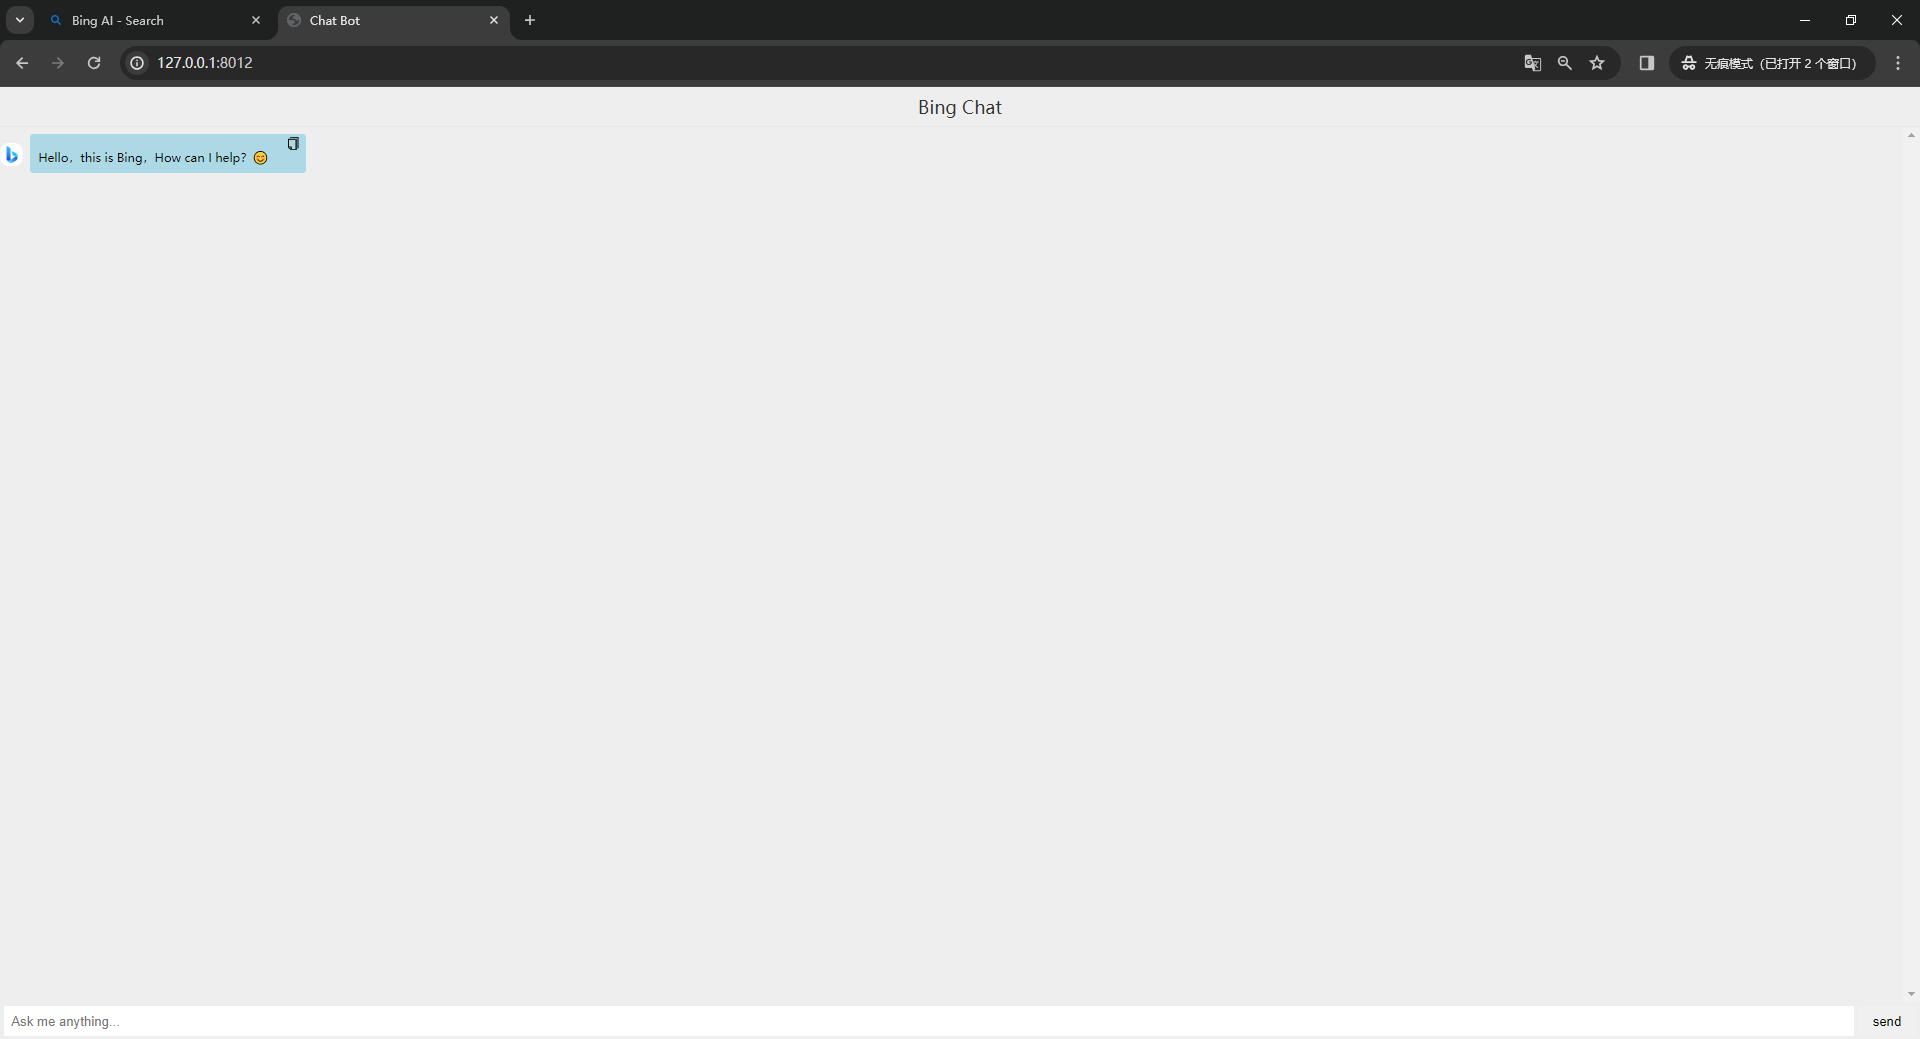 Bing AI - Search
Chat Bot
127.0.0.1:8012
无痕模式（已打开 2 个窗口）
Bing Chat
Hello，this is Bing，How can I help? 😊
Ask me anything...
send